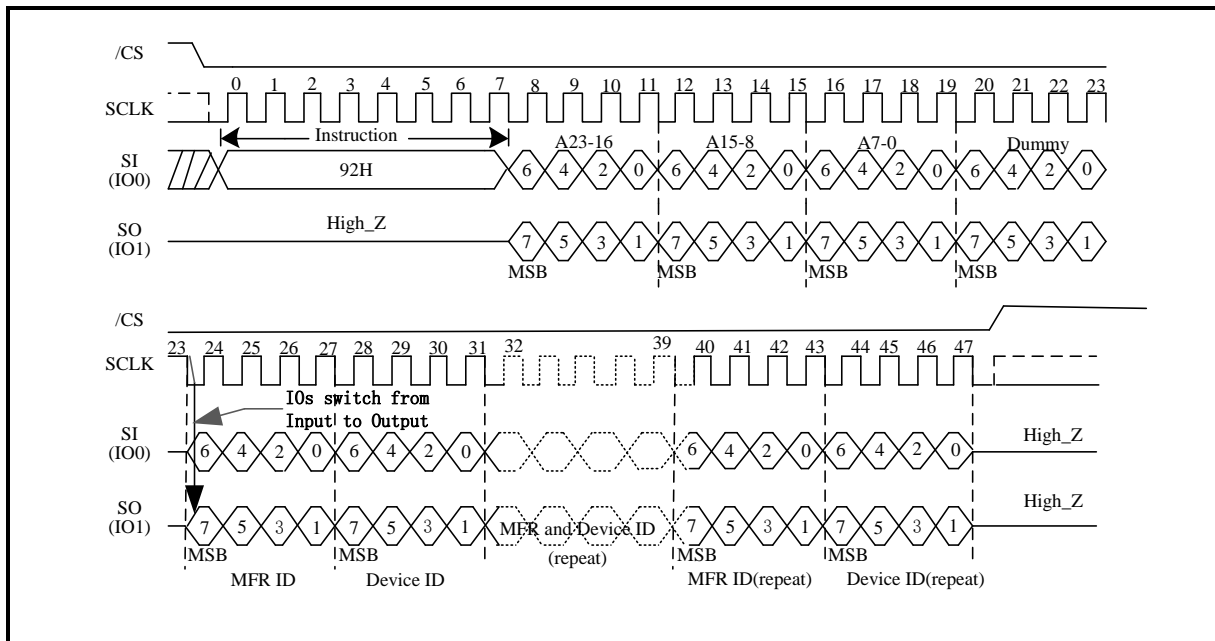 /CS
0 1 2 3 4 5 6 7 8 9 10 11 12 13 14 15 16 17 18 19 20 21 22 23
SCLK
Instruction A23-16 A15-8 A7-0 Dummy
SI
(IO0)
92H 6 4 2 0 6 4 2 0 6 4 2 0 6 4 2 0
High_Z
SO
(IO1)
7 5 3 1 7 5 3 1 7 5 3 1 7 5 3 1
MSB MSB MSB MSB
/CS
23 24 25 26 27 28 29 30 31 32 39 40 41 42 43 44 45 46 47
SCLK
IOs switch from
Input to Output
SI
(IO0)
6 4 2 0 6 4 2 0 6 4 2 0 6 4 2 0 High_Z
SO
(IO1)
7 5 3 1 7 5 3 1 MFR and Device ID 7 5 3 1 7 5 3 1 High_Z
(repeat)
MSB MSB MSB MSB
MFR ID Device ID MFR ID(repeat) Device ID(repeat)